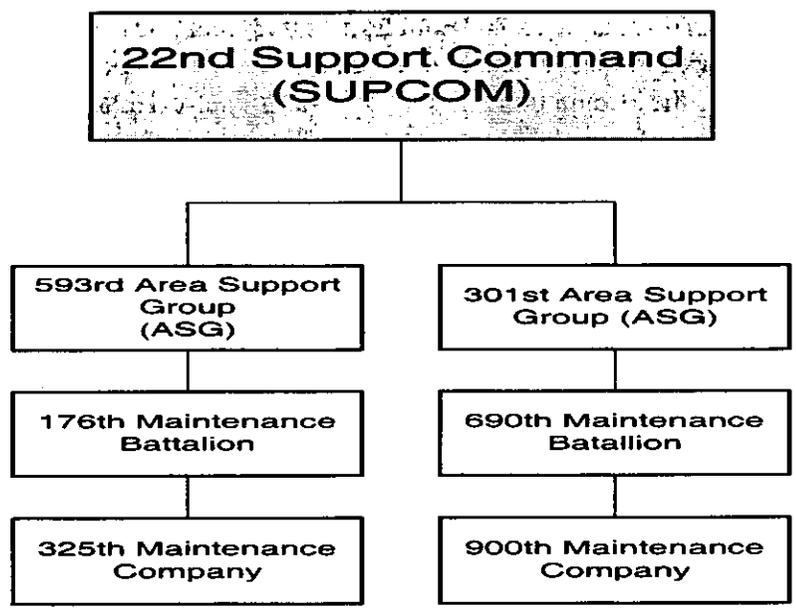 22nd Support Command
(SUPCOM)
593rd Area Support
Group
(ASG)
301st Area Support
Group (ASG)
176th Maintenance
Battalion
690th Maintenance
Batallion
325th Maintenance
Company
900th Maintenance
Company